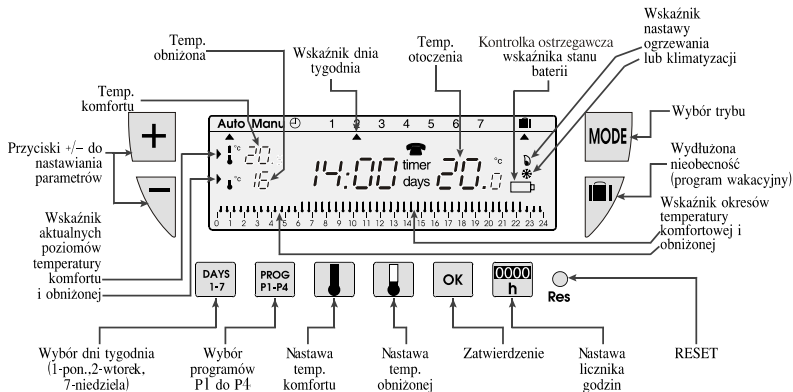 Wskaźnik
nastawy
ogrzewania
lub klimatyzacji
Temp.
obniżona
Wskaźnik dnia
tygodnia
Temp.
otoczenia
Kontrolka ostrzegawcza
wskaźnika stanu
baterii
Temp.
komfortu
Auto Manu 1 2 3 4 5 6 7
+
MODE
Wybór trybu
Przyciski +/– do
nastawiania
parametrów
°C 20.
timer
°C
14:00 days 20.0
°C 16
–
Wydłużona
nieobecność
(program wakacyjny)
0 1 2 3 4 5 6 7 8 9 10 11 12 13 14 15 16 17 18 19 20 21 22 23 24
Wskaźnik
aktualnych
poziomów
temperatury
komfortu
i obniżonej
Wskaźnik okresów
temperatury
komfortowej i
obniżonej
DAYS
1-7
PROG
P1-P4
OK
0000
h
Res
Wybór dni tygodnia
(1-pon.,2-wtorek,
7-niedziela)
Wybór
programów
P1 do P4
Nastawa
temp.
komfortu
Nastawa
temp.
obniżonej
Zatwierdzenie
Nastawa
licznika
godzin
RESET